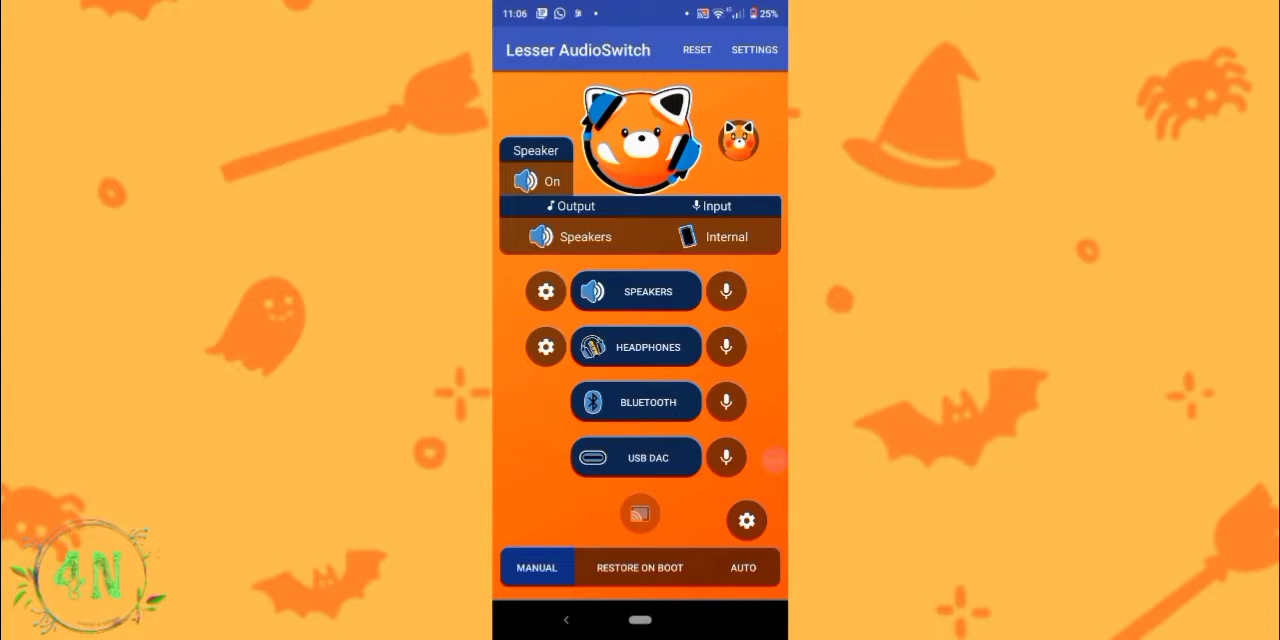 11:06
4G
25%
Lesser AudioSwitch RESET SETTINGS
Speaker
On
Output Input
Speakers Internal
SPEAKERS
HEADPHONES
BLUETOOTH
USB DAC
MANUAL RESTORE ON BOOT AUTO
4N